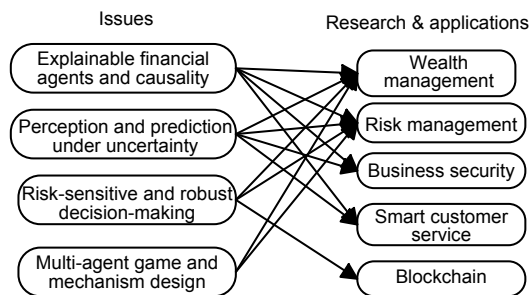 Issues
Explainable financial
agents and causality
Perception and prediction
under uncertainty
Risk-sensitive and robust
decision-making
Multi-agent game and
mechanism design
Research & applications
Wealth
management
Risk management
Business security
Smart customer
service
Blockchain